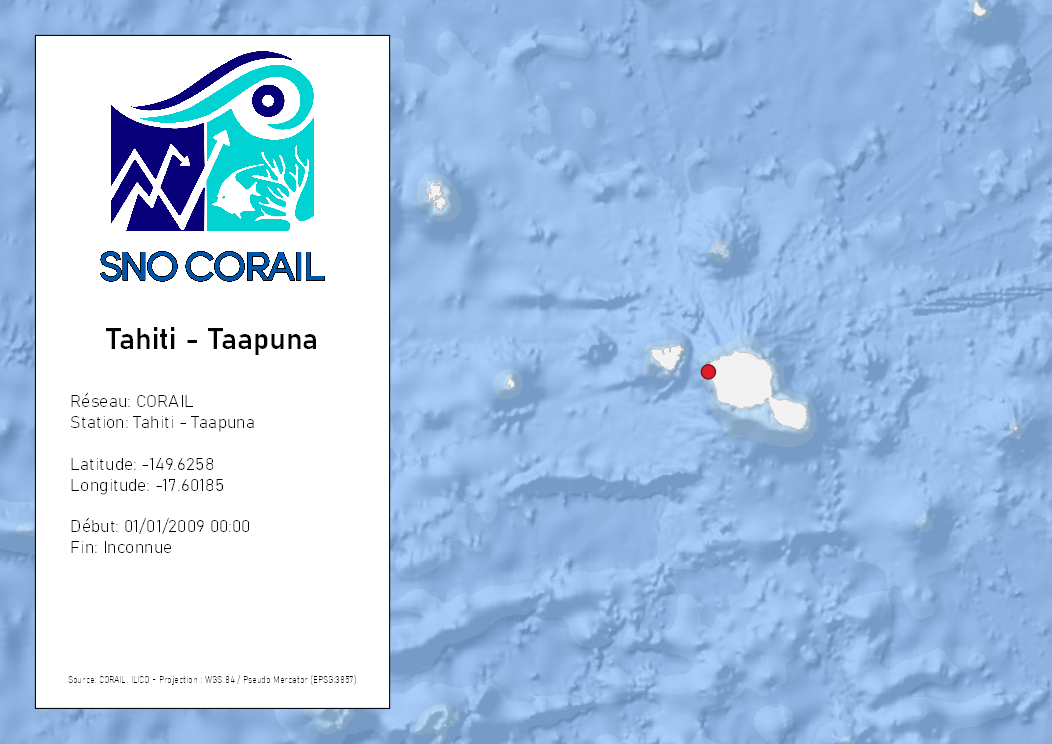 SNO CORAIL
Tahiti - Taapuna
Réseau: CORAIL
Station: Tahiti - Taapuna
Latitude: -149.6258
Longitude: -17.60185
Début: 01/01/2009 00:00
Fin: Inconnue
Source: CORAIL, ILICO - Projection : WGS 84 / Pseudo Mercator (EPSG:3857)